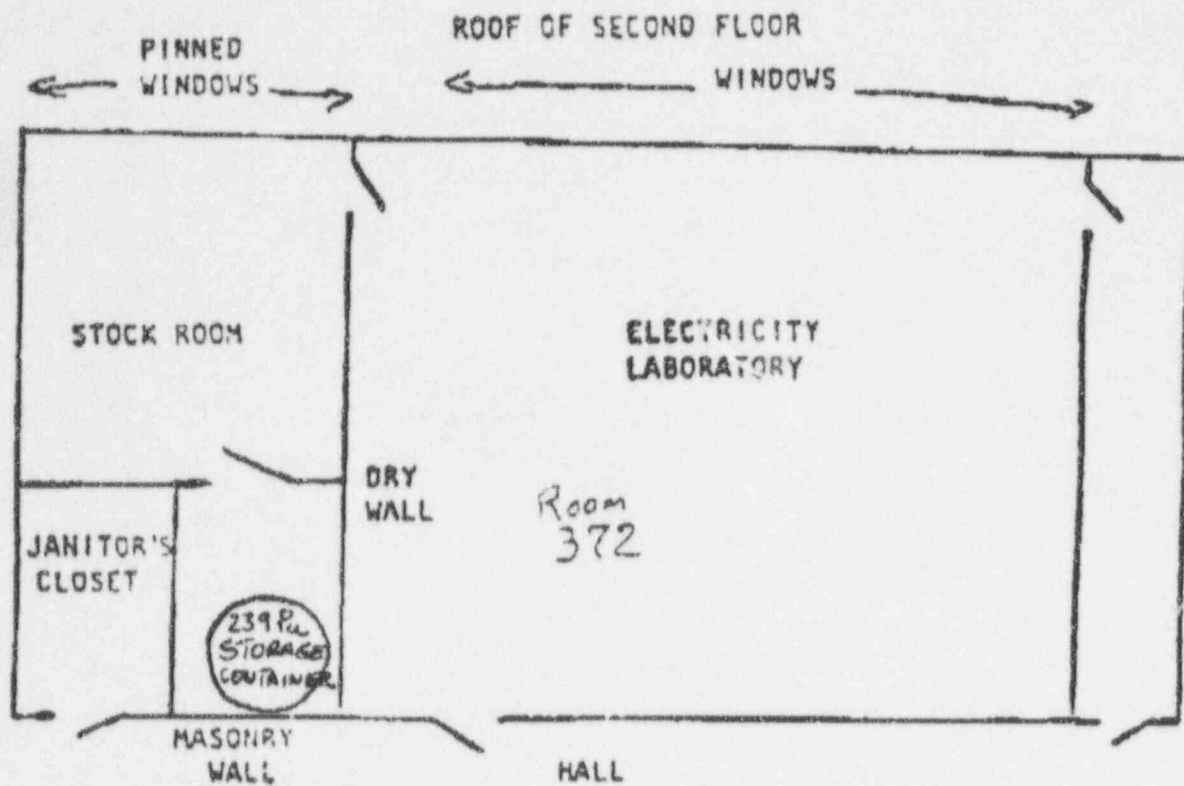 ROOF OF SECOND FLOOR
PINNED
WINDOWS
WINDOWS
STOCK ROOM
ELECTRICITY
LABORATORY
DRY
WALL
Room
372
JANITOR'S
CLOSET
239 Pu
STORAGE
CONTAINER
MASONRY
WALL
HALL